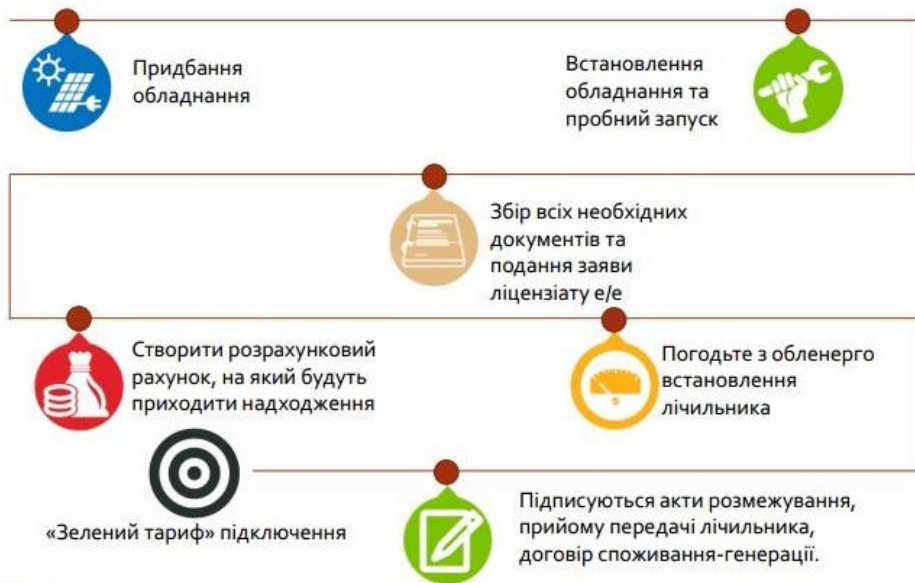 Придбання
обладнання
Встановлення
обладнання та
пробний запуск
Збір всіх необхідних
документів та
подання заяви
ліцензіату е/е
Створити розрахунковий
рахунок, на який будуть
приходити надходження
Погодьте з обленерго
встановлення
лічильника
«Зелений тариф» підключення
Підписуються акти розмежування,
прийому передачі лічильника,
договір споживання-генерації.